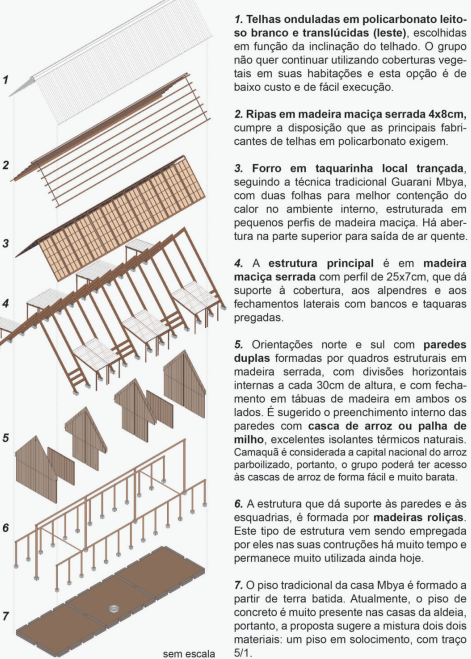 1. Telhas onduladas em policarbonato leito-
so branco e translúcidas (leste), escolhidas
em função da inclinação do telhado. O grupo
não quer continuar utilizando coberturas vege-
tais em suas habitações e esta opção é de
baixo custo e de fácil execução.
2. Ripas em madeira maciça serrada 4x8cm,
cumpre a disposição que as principais fabri-
cantes de telhas em policarbonato exigem.
3. Forro em taquarinha local trançada,
seguindo a técnica tradicional Guarani Mbya,
com duas folhas para melhor contenção do
calor no ambiente interno, estruturada em
pequenos perfis de madeira maciça. Há aber-
tura na parte superior para saída de ar quente.
4. A estrutura principal é em madeira
maciça serrada com perfil de 25x7cm, que dá
suporte à cobertura, aos alpendres e aos
fechamentos laterais com bancos e taquaras
pregadas.
5. Orientações norte e sul com paredes
duplas formadas por quadros estruturais em
madeira serrada, com divisões horizontais
internas a cada 30cm de altura, e com fecha-
mento em tábuas de madeira em ambos os
lados. É sugerido o preenchimento interno das
paredes com casca de arroz ou palha de
milho, excelentes isolantes térmicos naturais.
Camaquã é considerada a capital nacional do arroz
parboilizado, portanto, o grupo poderá ter acesso
às cascas de arroz de forma fácil e muito barata.
6. A estrutura que dá suporte às paredes e às
esquadrias, é formada por madeiras roliças.
Este tipo de estrutura vem sendo empregada
por eles nas suas contruções há muito tempo e
permanece muito utilizada ainda hoje.
7. O piso tradicional da casa Mbya é formado a
partir de terra batida. Atualmente, o piso de
concreto é muito presente nas casas da aldeia,
portanto, a proposta sugere a mistura dois dois
materiais: um piso em solocimento, com traço
5/1.
1
2
3
4
5
6
7
sem escala